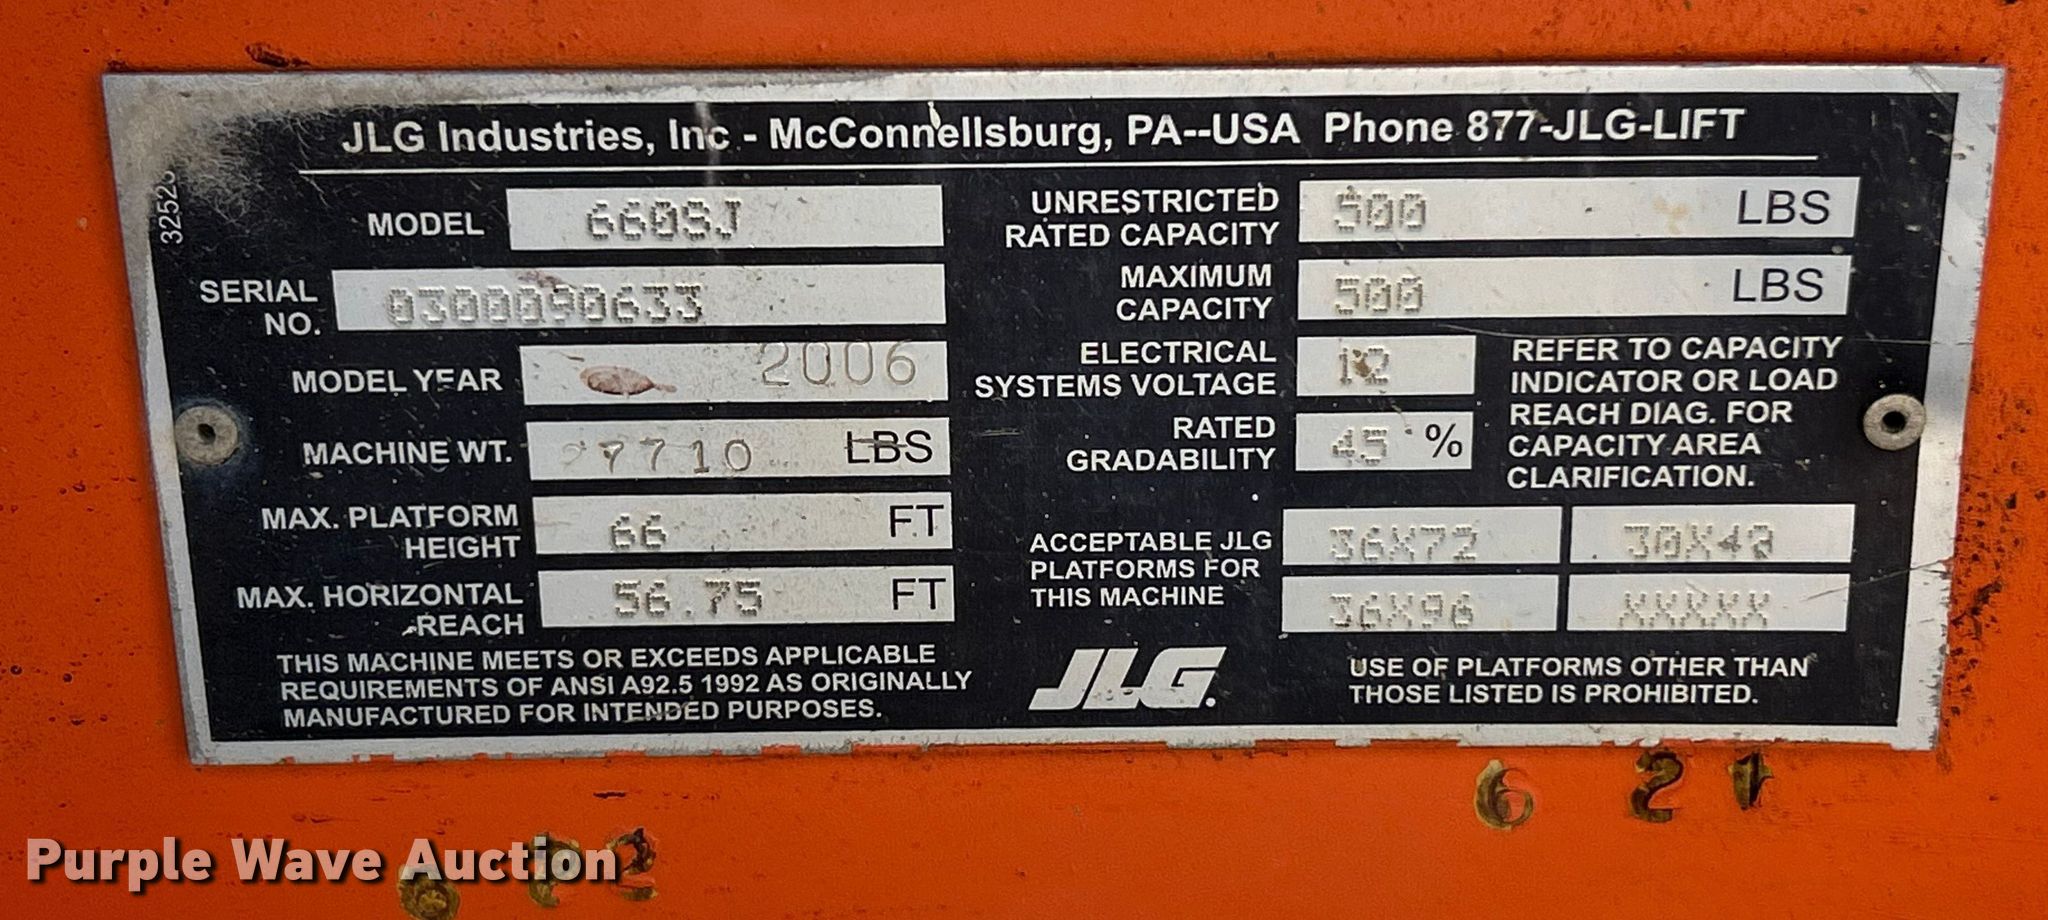 JLG Industries, Inc - McConnellsburg, PA--USA Phone 877-JLG-LIFT
MODEL 660SJ
SERIAL NO. 0300090633
MODEL YEAR 2006
MACHINE WT. 27710 LBS
MAX. PLATFORM HEIGHT 66 FT
MAX. HORIZONTAL REACH 56.75 FT
THIS MACHINE MEETS OR EXCEEDS APPLICABLE
REQUIREMENTS OF ANSI A92.5 1992 AS ORIGINALLY
MANUFACTURED FOR INTENDED PURPOSES.
UNRESTRICTED RATED CAPACITY 500 LBS
MAXIMUM CAPACITY 500 LBS
ELECTRICAL SYSTEMS VOLTAGE 12
RATED GRADABILITY 45 %
REFER TO CAPACITY
INDICATOR OR LOAD
REACH DIAG. FOR
CAPACITY AREA
CLARIFICATION.
ACCEPTABLE JLG
PLATFORMS FOR
THIS MACHINE
36X72 30X48
36X96 XXXXX
JLG.
USE OF PLATFORMS OTHER THAN
THOSE LISTED IS PROHIBITED.
6 21
Purple Wave Auction